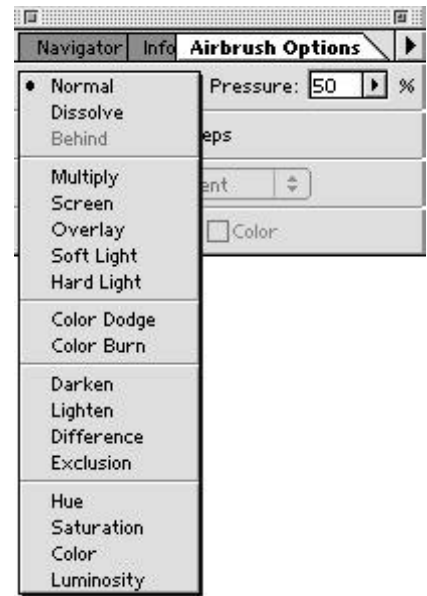 Navigator Info Airbrush Options
Normal Pressure: 50 %
Dissolve
Behind eps
Multiply ent
Screen
Overlay Color
Soft Light
Hard Light
Color Dodge
Color Burn
Darken
Lighten
Difference
Exclusion
Hue
Saturation
Color
Luminosity